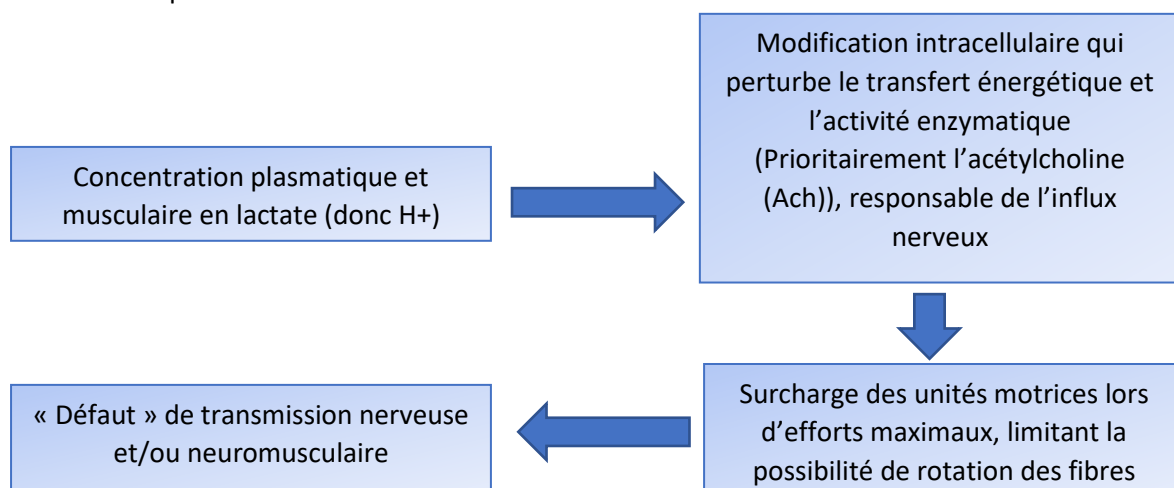 Concentration plasmatique et
musculaire en lactate (donc H+)
Modification intracellulaire qui
perturbe le transfert énergétique et
l’activité enzymatique
(Prioritairement l’acétylcholine
(Ach)), responsable de l’influx
nerveux
Surcharge des unités motrices lors
d’efforts maximaux, limitant la
possibilité de rotation des fibres
« Défaut » de transmission nerveuse
et/ou neuromusculaire